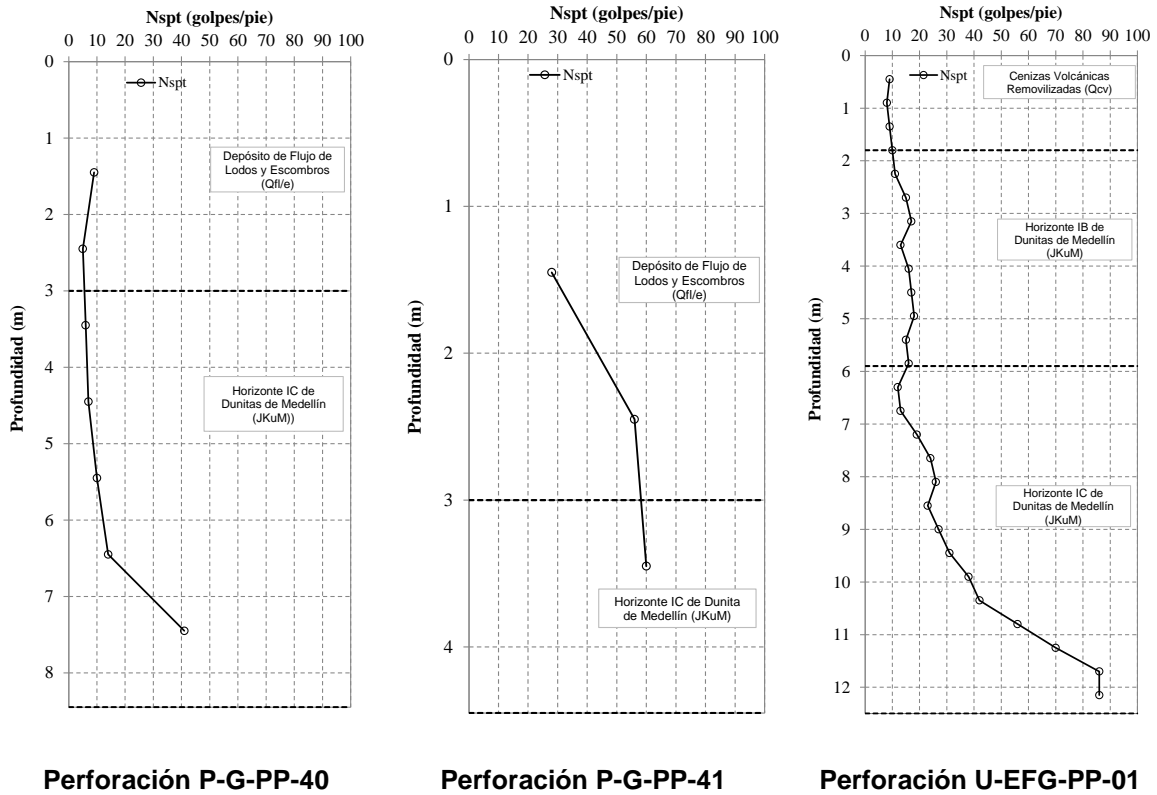 Nspt (golpes/pie)
0 10 20 30 40 50 60 70 80 90 100
0
1
2
3
4
5
6
7
8
Profundidad (m)
Nspt
Depósito de Flujo de
Lodos y Escombros
(Qfl/e)
Horizonte IC de
Dunitas de Medellín
(JKuM))
Perforación P-G-PP-40
Nspt (golpes/pie)
0 10 20 30 40 50 60 70 80 90 100
0
1
2
3
4
Profundidad (m)
Nspt
Depósito de Flujo de
Lodos y Escombros
(Qfl/e)
Horizonte IC de Dunita
de Medellín (JKuM)
Perforación P-G-PP-41
Nspt (golpes/pie)
0 10 20 30 40 50 60 70 80 90 100
0
1
2
3
4
5
6
7
8
9
10
11
12
Profundidad (m)
Nspt
Cenizas Volcánicas
Removilizadas (Qcv)
Horizonte IB de
Dunitas de Medellín
(JKuM)
Horizonte IC de
Dunitas de Medellín
(JKuM)
Perforación U-EFG-PP-01